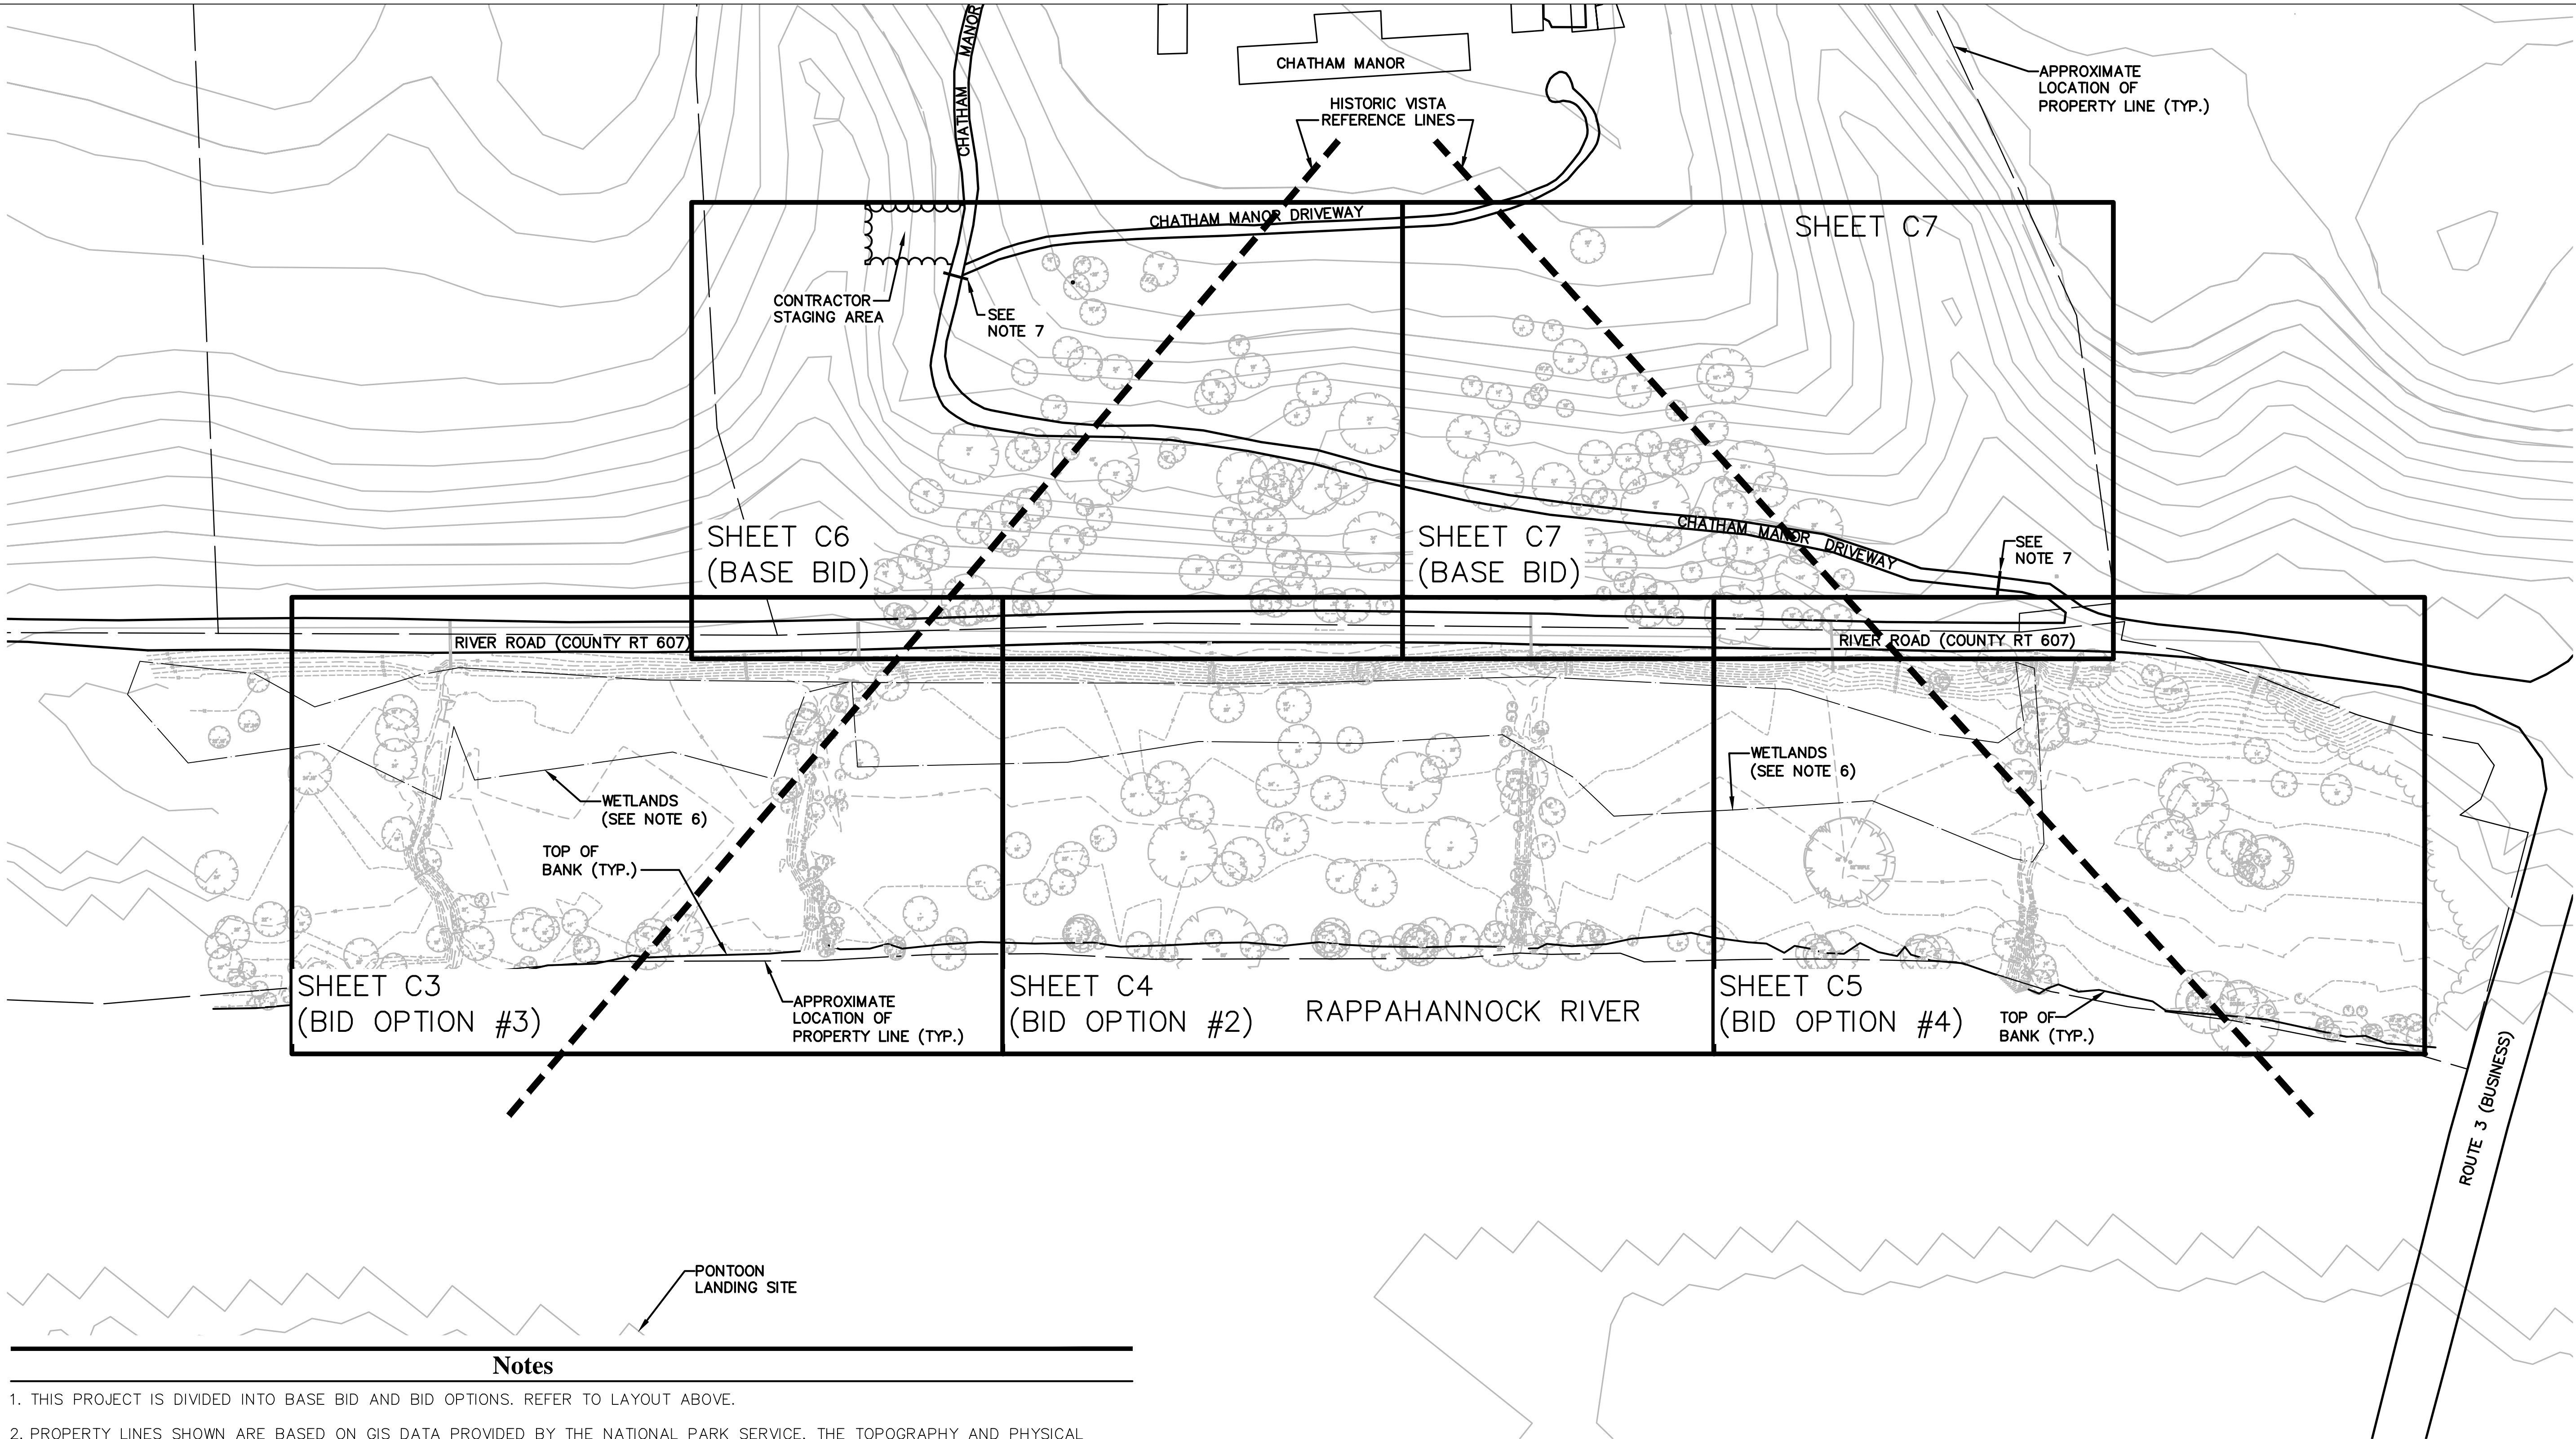 CHATHAM MANOR
CHATHAM MANOR
HISTORIC VISTA
REFERENCE LINES
APPROXIMATE
LOCATION OF
PROPERTY LINE (TYP.)
CHATHAM MANOR DRIVEWAY
SHEET C7
CONTRACTOR
STAGING AREA
SEE
NOTE 7
SHEET C6
(BASE BID)
SHEET C7
(BASE BID)
CHATHAM MANOR DRIVEWAY
SEE
NOTE 7
RIVER ROAD (COUNTY RT 607)
RIVER ROAD (COUNTY RT 607)
WETLANDS
(SEE NOTE 6)
WETLANDS
(SEE NOTE 6)
TOP OF
BANK (TYP.)
SHEET C3
(BID OPTION #3)
APPROXIMATE
LOCATION OF
PROPERTY LINE (TYP.)
SHEET C4
(BID OPTION #2)
RAPPAHANNOCK RIVER
SHEET C5
(BID OPTION #4)
TOP OF
BANK (TYP.)
ROUTE 3 (BUSINESS)
PONTOON
LANDING SITE
Notes
1. THIS PROJECT IS DIVIDED INTO BASE BID AND BID OPTIONS. REFER TO LAYOUT ABOVE.
2. PROPERTY LINES SHOWN ARE BASED ON GIS DATA PROVIDED BY THE NATIONAL PARK SERVICE. THE TOPOGRAPHY AND PHYSICAL